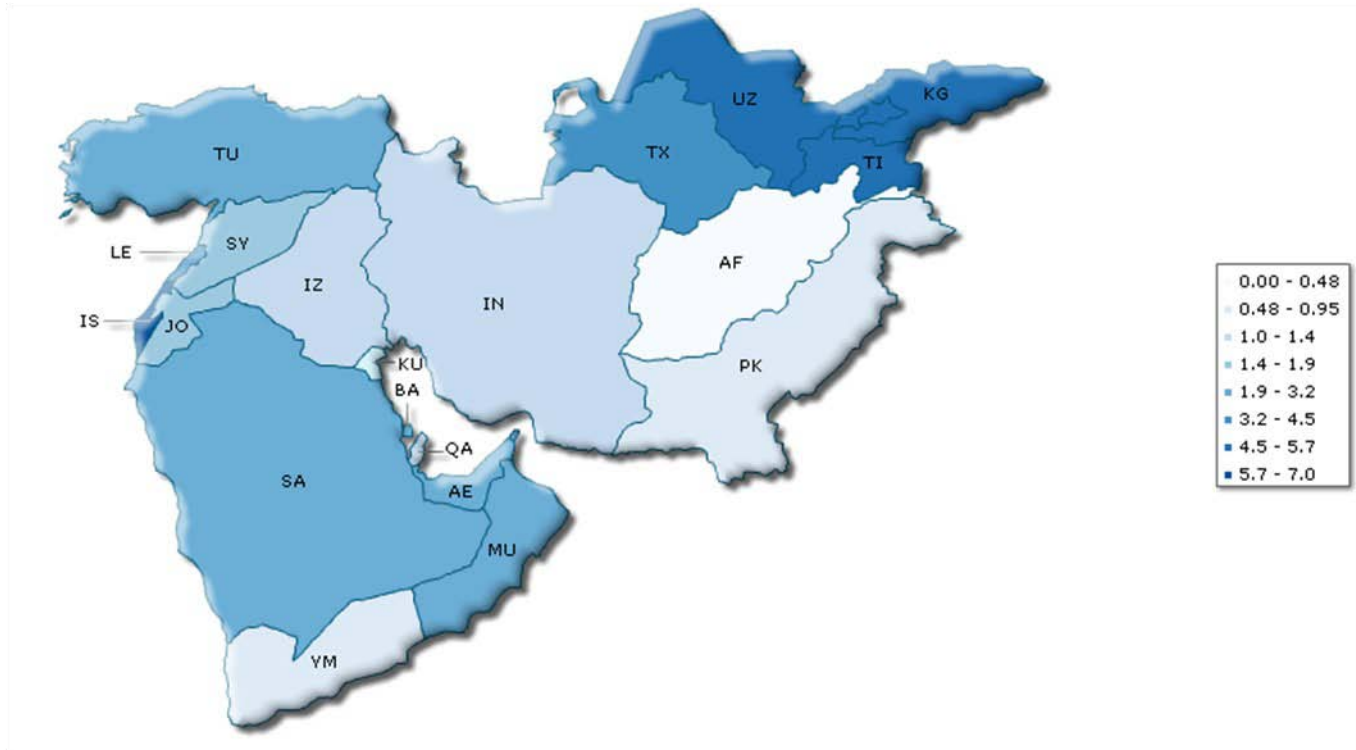 UZ
KG
TU
TX
TI
LE
SY
AF
IZ
IN
IS
JO
KU
PK
BA
QA
SA
AE
MU
YM
0.00 - 0.48
0.48 - 0.95
1.0 - 1.4
1.4 - 1.9
1.9 - 3.2
3.2 - 4.5
4.5 - 5.7
5.7 - 7.0